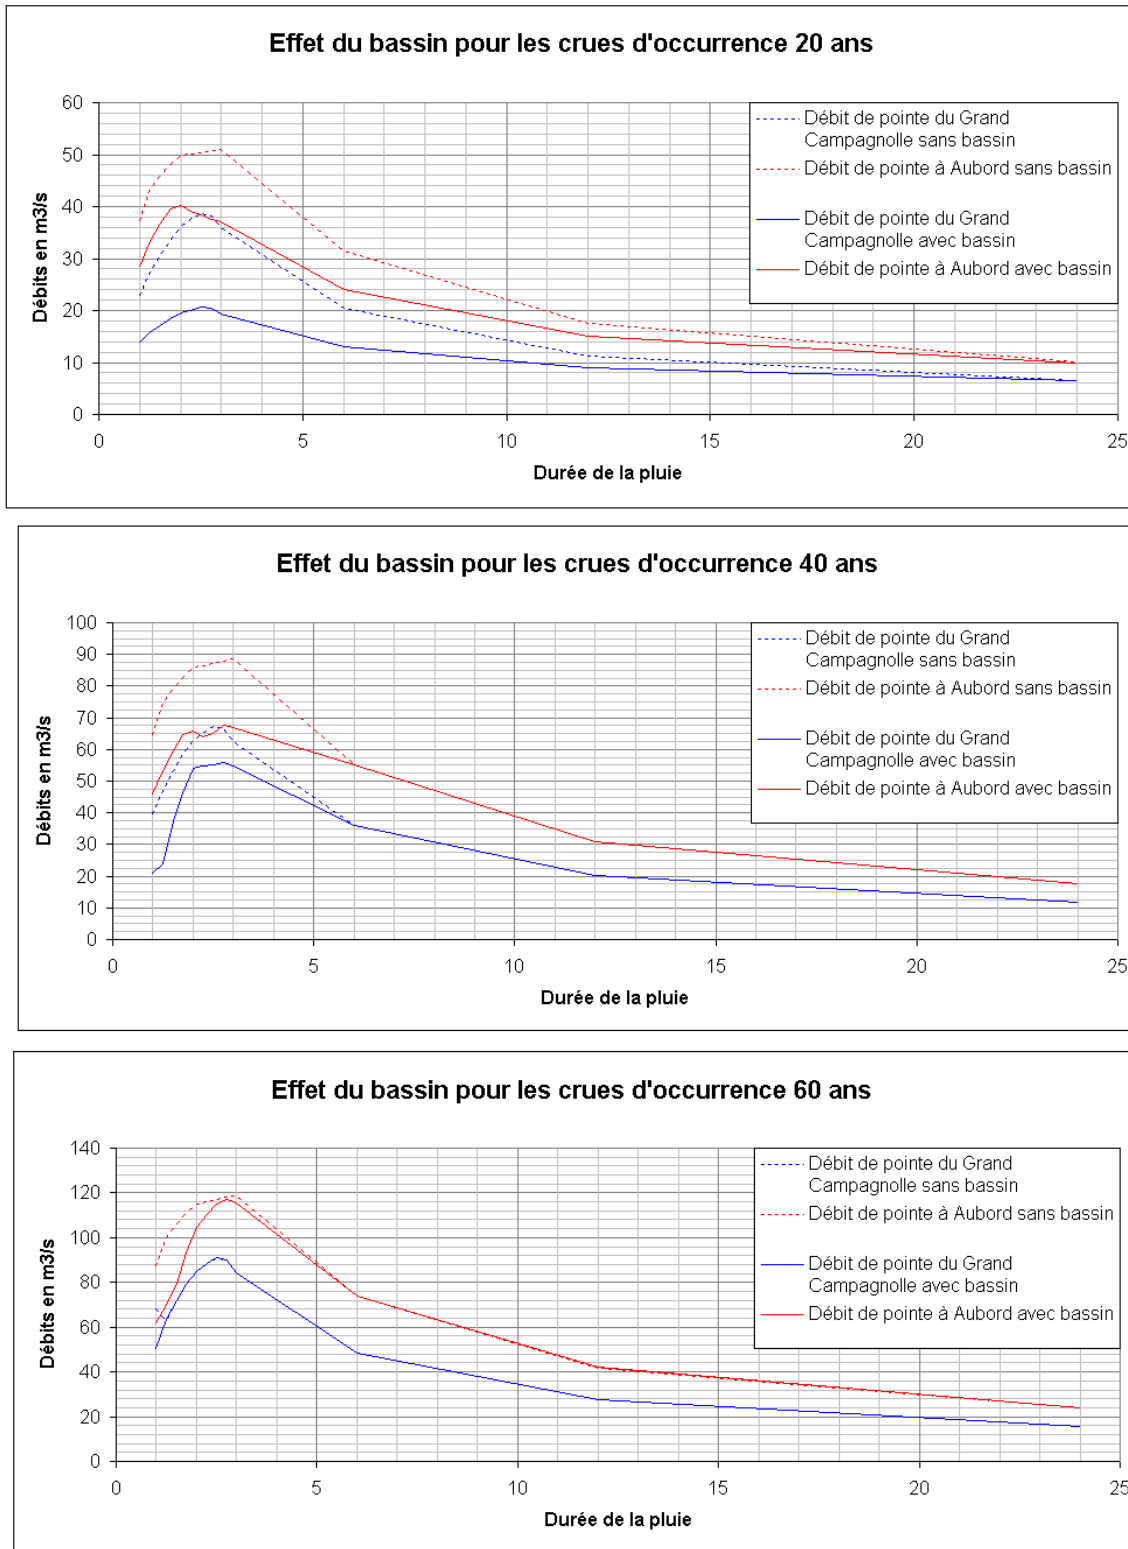 Effet du bassin pour les crues d'occurrence 20 ans
60
50
40
30
20
10
0
Débits en m3/s
0 5 10 15 20 25
Durée de la pluie
Débit de pointe du Grand
Campagnolle sans bassin
Débit de pointe à Aubord sans bassin
Débit de pointe du Grand
Campagnolle avec bassin
Débit de pointe à Aubord avec bassin
Effet du bassin pour les crues d'occurrence 40 ans
100
90
80
70
60
50
40
30
20
10
0
Débits en m3/s
0 5 10 15 20 25
Durée de la pluie
Débit de pointe du Grand
Campagnolle sans bassin
Débit de pointe à Aubord sans bassin
Débit de pointe du Grand
Campagnolle avec bassin
Débit de pointe à Aubord avec bassin
Effet du bassin pour les crues d'occurrence 60 ans
140
120
100
80
60
40
20
0
Débits en m3/s
0 5 10 15 20 25
Durée de la pluie
Débit de pointe du Grand
Campagnolle sans bassin
Débit de pointe à Aubord sans bassin
Débit de pointe du Grand
Campagnolle avec bassin
Débit de pointe à Aubord avec bassin